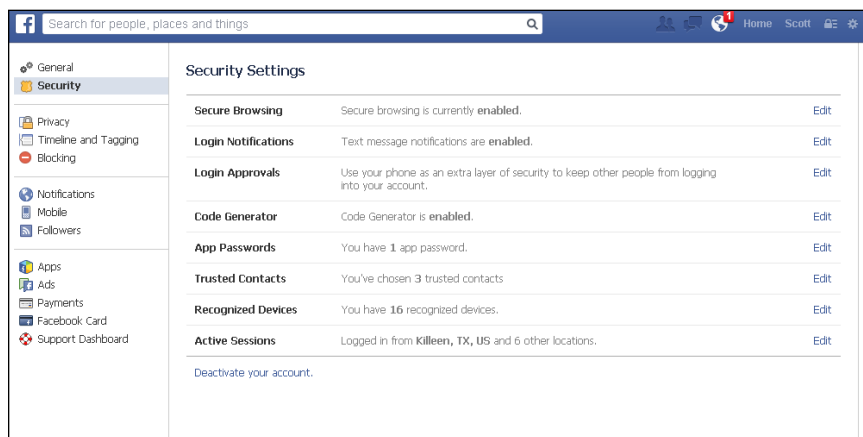 f Search for people, places and things 1 Home Scott
General
Security
Privacy
Timeline and Tagging
Blocking
Notifications
Mobile
Followers
Apps
Ads
Payments
Facebook Card
Support Dashboard
Security Settings
Secure Browsing Secure browsing is currently enabled. Edit
Login Notifications Text message notifications are enabled. Edit
Login Approvals Use your phone as an extra layer of security to keep other people from logging Edit
into your account.
Code Generator Code Generator is enabled. Edit
App Passwords You have 1 app password. Edit
Trusted Contacts You've chosen 3 trusted contacts Edit
Recognized Devices You have 16 recognized devices. Edit
Active Sessions Logged in from Killeen, TX, US and 6 other locations. Edit
Deactivate your account.